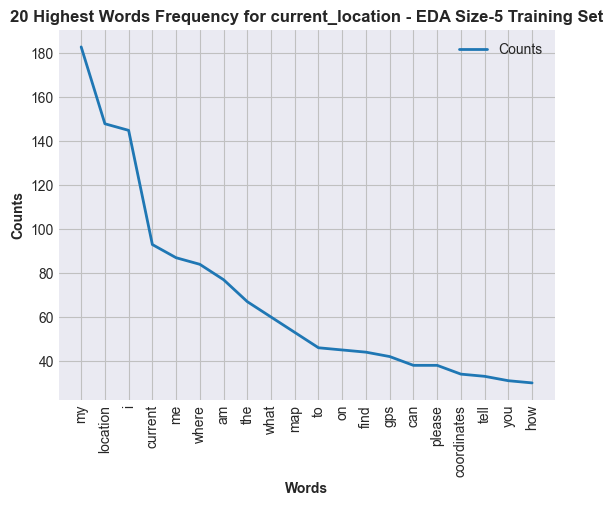 20 Highest Words Frequency for current_location - EDA Size-5 Training Set
Counts
180
160
140
120
100
80
60
40
Counts
my
location
i
current
me
where
am
the
what
map
to
on
find
gps
can
please
coordinates
tell
you
how
Words